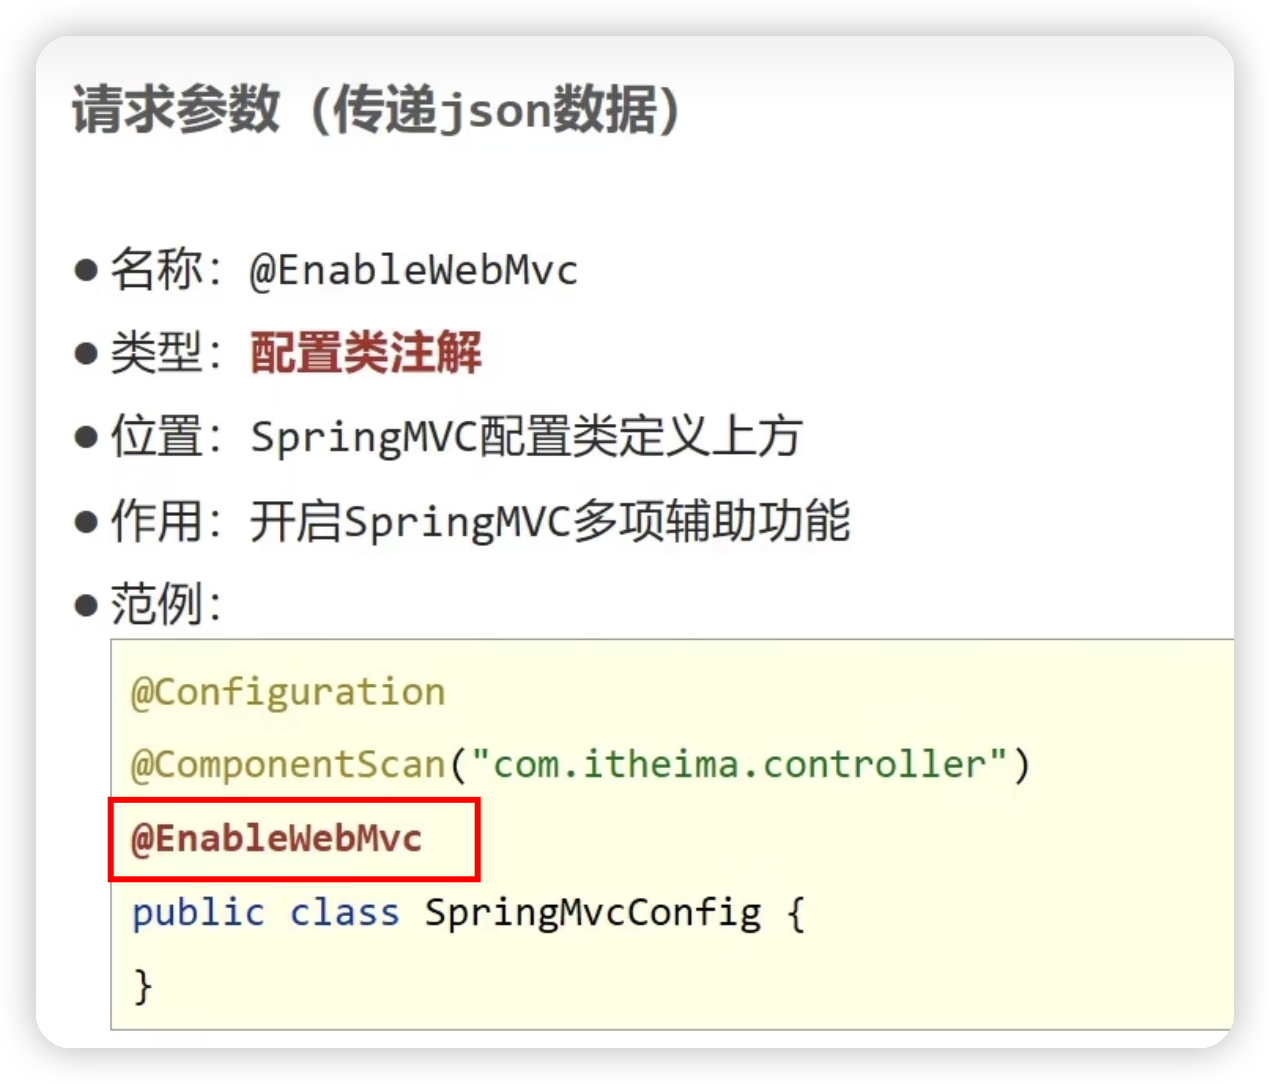 请求参数（传递json数据）
● 名称：@EnableWebMvc
● 类型：配置类注解
● 位置：SpringMVC配置类定义上方
● 作用：开启SpringMVC多项辅助功能
● 范例：
@Configuration
@ComponentScan("com.itheima.controller")
@EnableWebMvc
public class SpringMvcConfig {
}